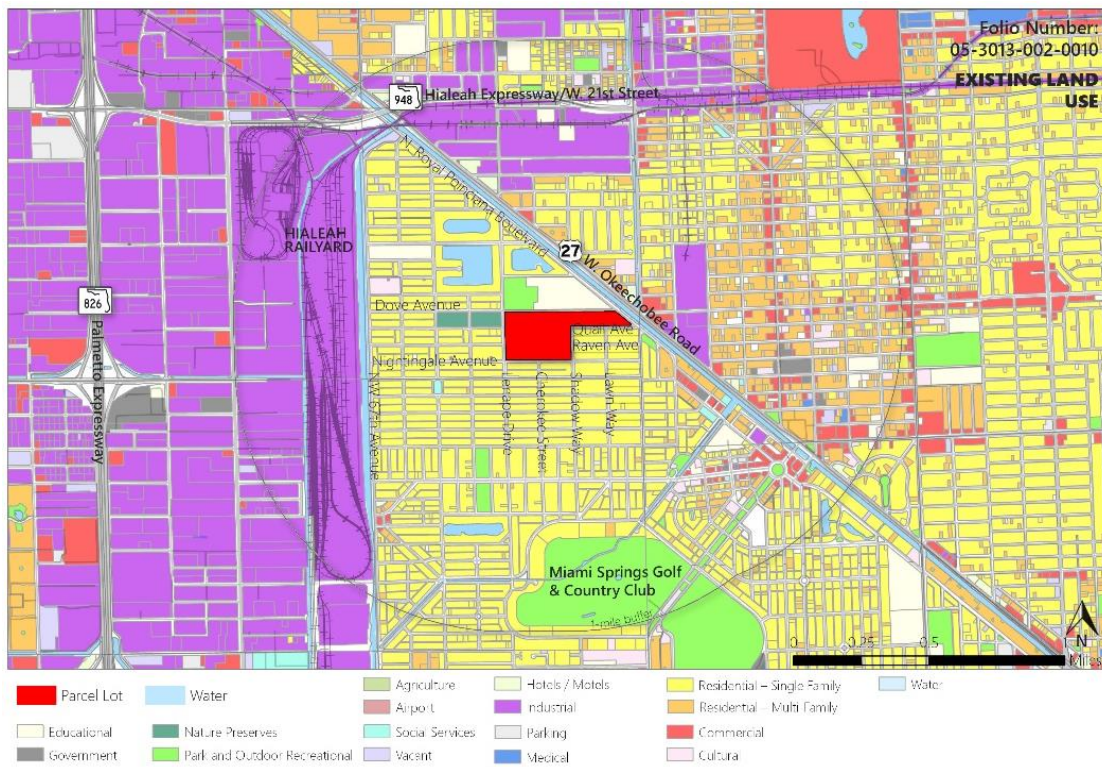 Folio Number:
05-3013-002-0010
EXISTING LAND
USE
948
Hialeah Expressway/W. 21st Street
N. Royal Poinciana Boulevard
HIALEAH
RAILYARD
27
W. Okeechobee Road
826
Palmetto Expressway
Dove Avenue
Quail Ave
Raven Ave
Nightingale Avenue
N.W. 67th Avenue
Lenape Drive
Cherokee Street
Shadow Way
Lawn Way
Miami Springs Golf
& Country Club
1-mile buffer
N
0 0.25 0.5 1
Miles
Parcel Lot
Water
Agriculture
Hotels / Motels
Residential – Single Family
Water
Airport
Industrial
Residential – Multi Family
Educational
Nature Preserves
Social Services
Parking
Commercial
Government
Park and Outdoor Recreational
Vacant
Medical
Cultura